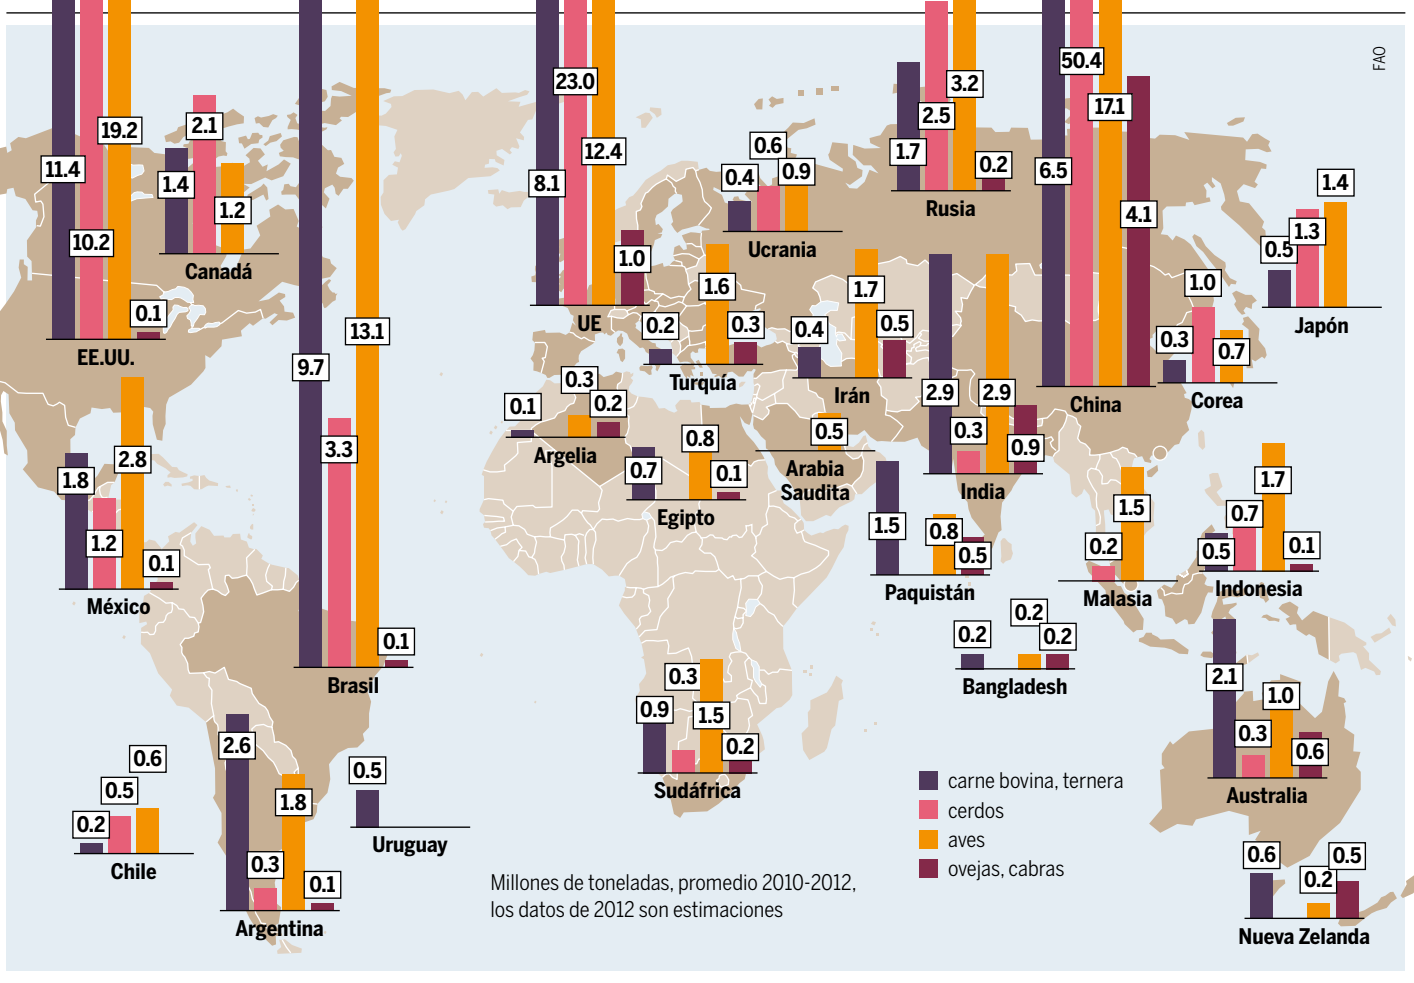 FAO
11.4
10.2
19.2
0.1
EE.UU.
1.4
2.1
1.2
Canadá
9.7
3.3
13.1
0.1
Brasil
8.1
23.0
12.4
1.0
UE
0.4
0.6
0.9
Ucrania
1.7
2.5
3.2
0.2
Rusia
6.5
50.4
17.1
4.1
China
0.5
1.3
1.4
Japón
0.3
1.0
0.7
Corea
0.2
1.6
0.3
Turquía
0.4
1.7
0.5
Irán
2.9
0.3
2.9
0.9
India
0.1
0.3
0.2
Argelia
0.7
0.8
0.1
Egipto
0.5
Arabia
Saudita
1.8
1.2
2.8
0.1
México
1.5
0.8
0.5
Paquistán
0.2
1.5
Malasia
0.5
0.7
1.7
0.1
Indonesia
0.2
0.2
0.2
Bangladesh
0.9
0.3
1.5
0.2
Sudáfrica
2.1
0.3
1.0
0.6
Australia
0.2
0.5
0.6
Chile
2.6
0.3
1.8
0.1
Argentina
0.5
Uruguay
0.6
0.2
0.5
Nueva Zelanda
carne bovina, ternera
cerdos
aves
ovejas, cabras
Millones de toneladas, promedio 2010-2012,
los datos de 2012 son estimaciones